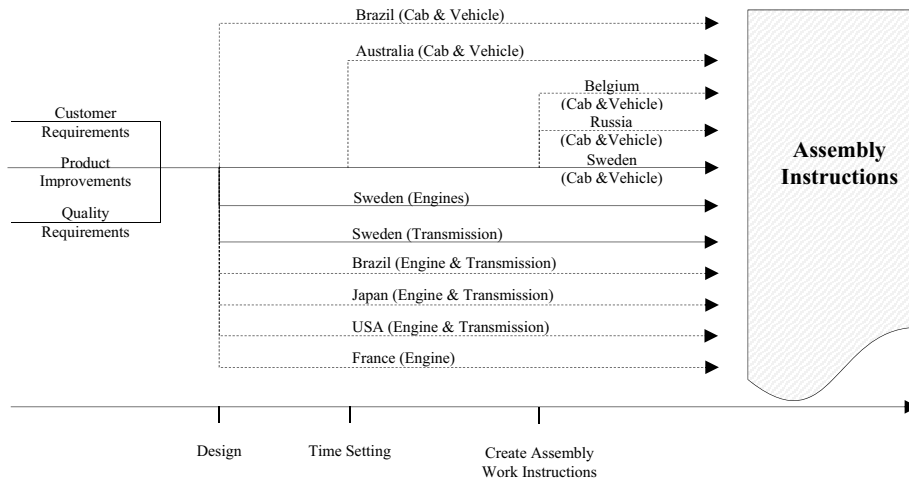 Brazil (Cab & Vehicle)
Australia (Cab & Vehicle)
Belgium
(Cab &Vehicle)
Russia
(Cab &Vehicle)
Sweden
(Cab &Vehicle)
Customer
Requirements
Product
Improvements
Quality
Requirements
Sweden (Engines)
Sweden (Transmission)
Brazil (Engine & Transmission)
Japan (Engine & Transmission)
USA (Engine & Transmission)
France (Engine)
Assembly
Instructions
Design
Time Setting
Create Assembly
Work Instructions